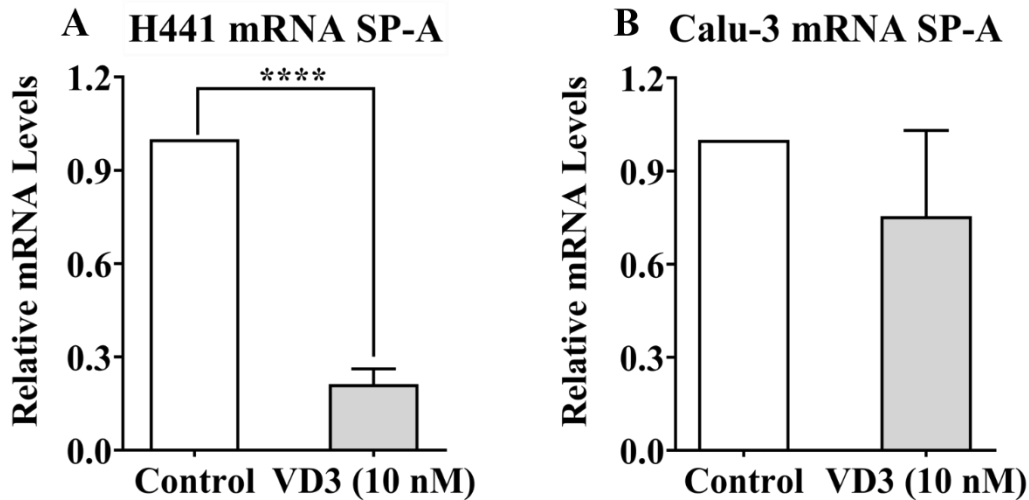 A H441 mRNA SP-A
Relative mRNA Levels
1.2
0.9
0.6
0.3
0.0
****
Control VD3 (10 nM)
B Calu-3 mRNA SP-A
Relative mRNA Levels
1.2
0.9
0.6
0.3
0.0
Control VD3 (10 nM)